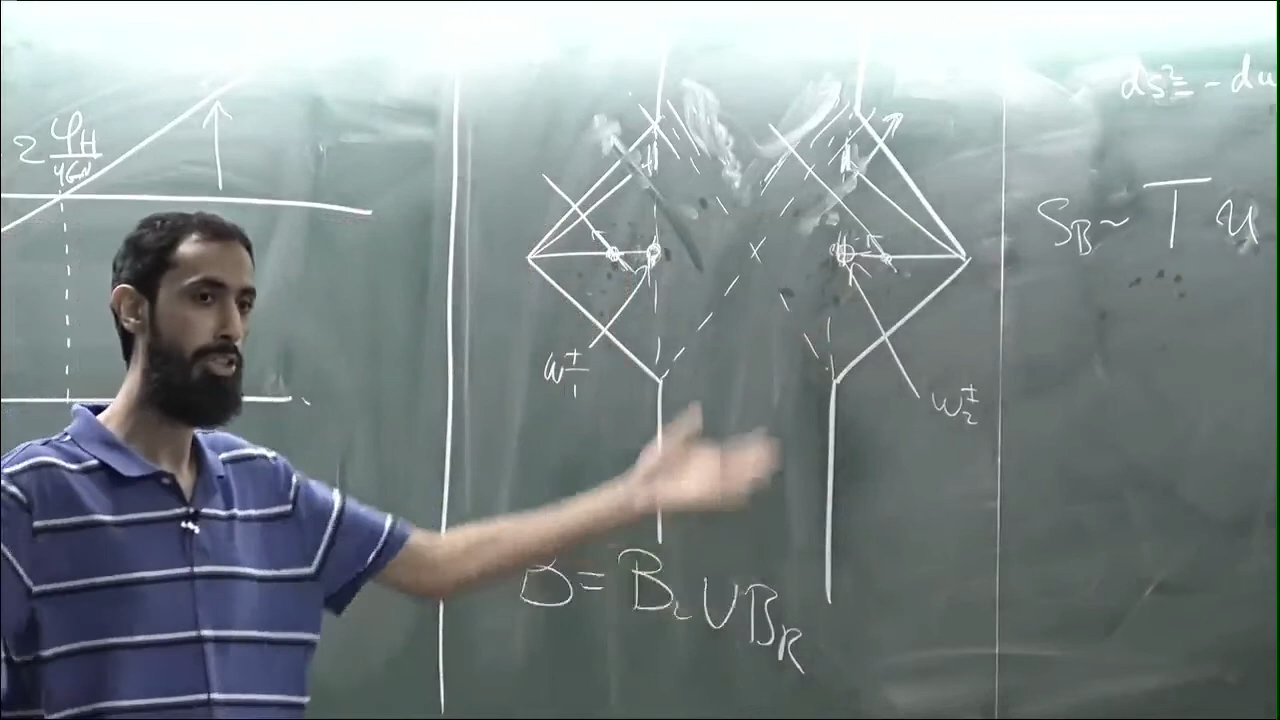 2 φ_H
4G_N
ds² = - du
S_B ~ T u
w_1^±
w_2^±
B = B_L ∪ B_R